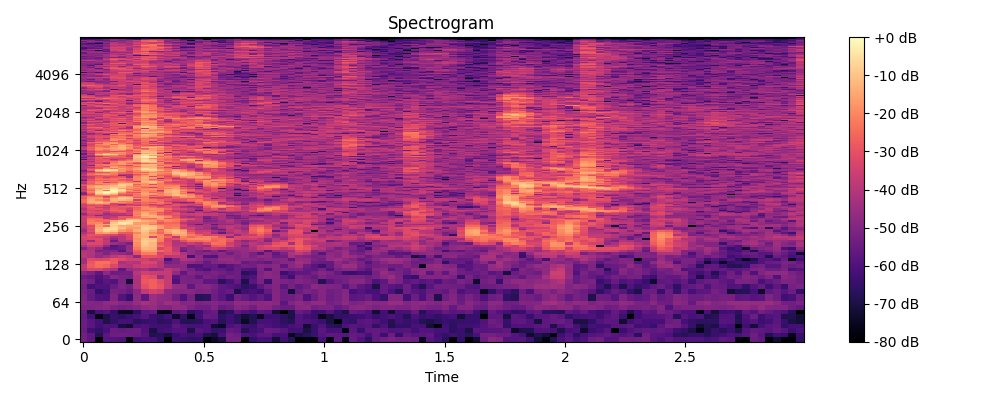 Spectrogram
Hz
4096
2048
1024
512
256
128
64
0
0
0.5
1
1.5
2
2.5
Time
+0 dB
-10 dB
-20 dB
-30 dB
-40 dB
-50 dB
-60 dB
-70 dB
-80 dB